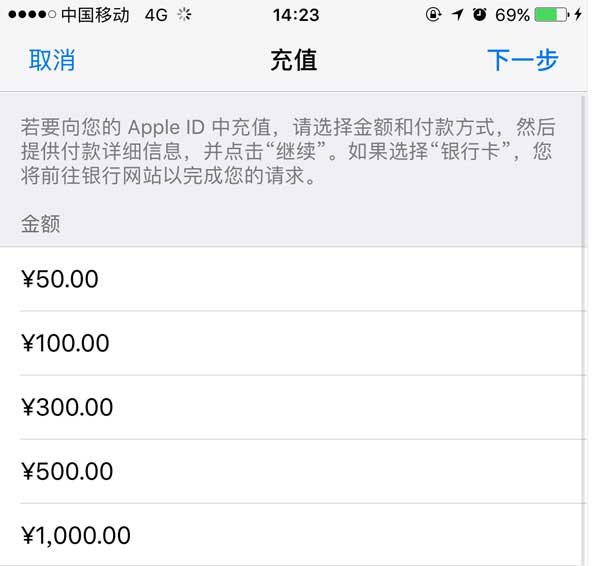 中国移动 4G 14:23 69%
取消 充值 下一步
若要向您的 Apple ID 中充值，请选择金额和付款方式，然后
提供付款详细信息，并点击“继续”。如果选择“银行卡”，您
将前往银行网站以完成您的请求。
金额
¥50.00
¥100.00
¥300.00
¥500.00
¥1,000.00